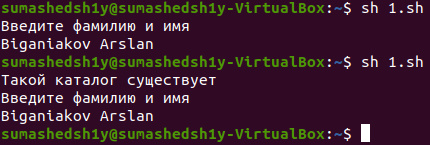 sumashedsh1y@sumashedsh1y-VirtualBox:~$ sh 1.sh
Введите фамилию и имя
Biganiakov Arslan
sumashedsh1y@sumashedsh1y-VirtualBox:~$ sh 1.sh
Такой каталог существует
Введите фамилию и имя
Biganiakov Arslan
sumashedsh1y@sumashedsh1y-VirtualBox:~$